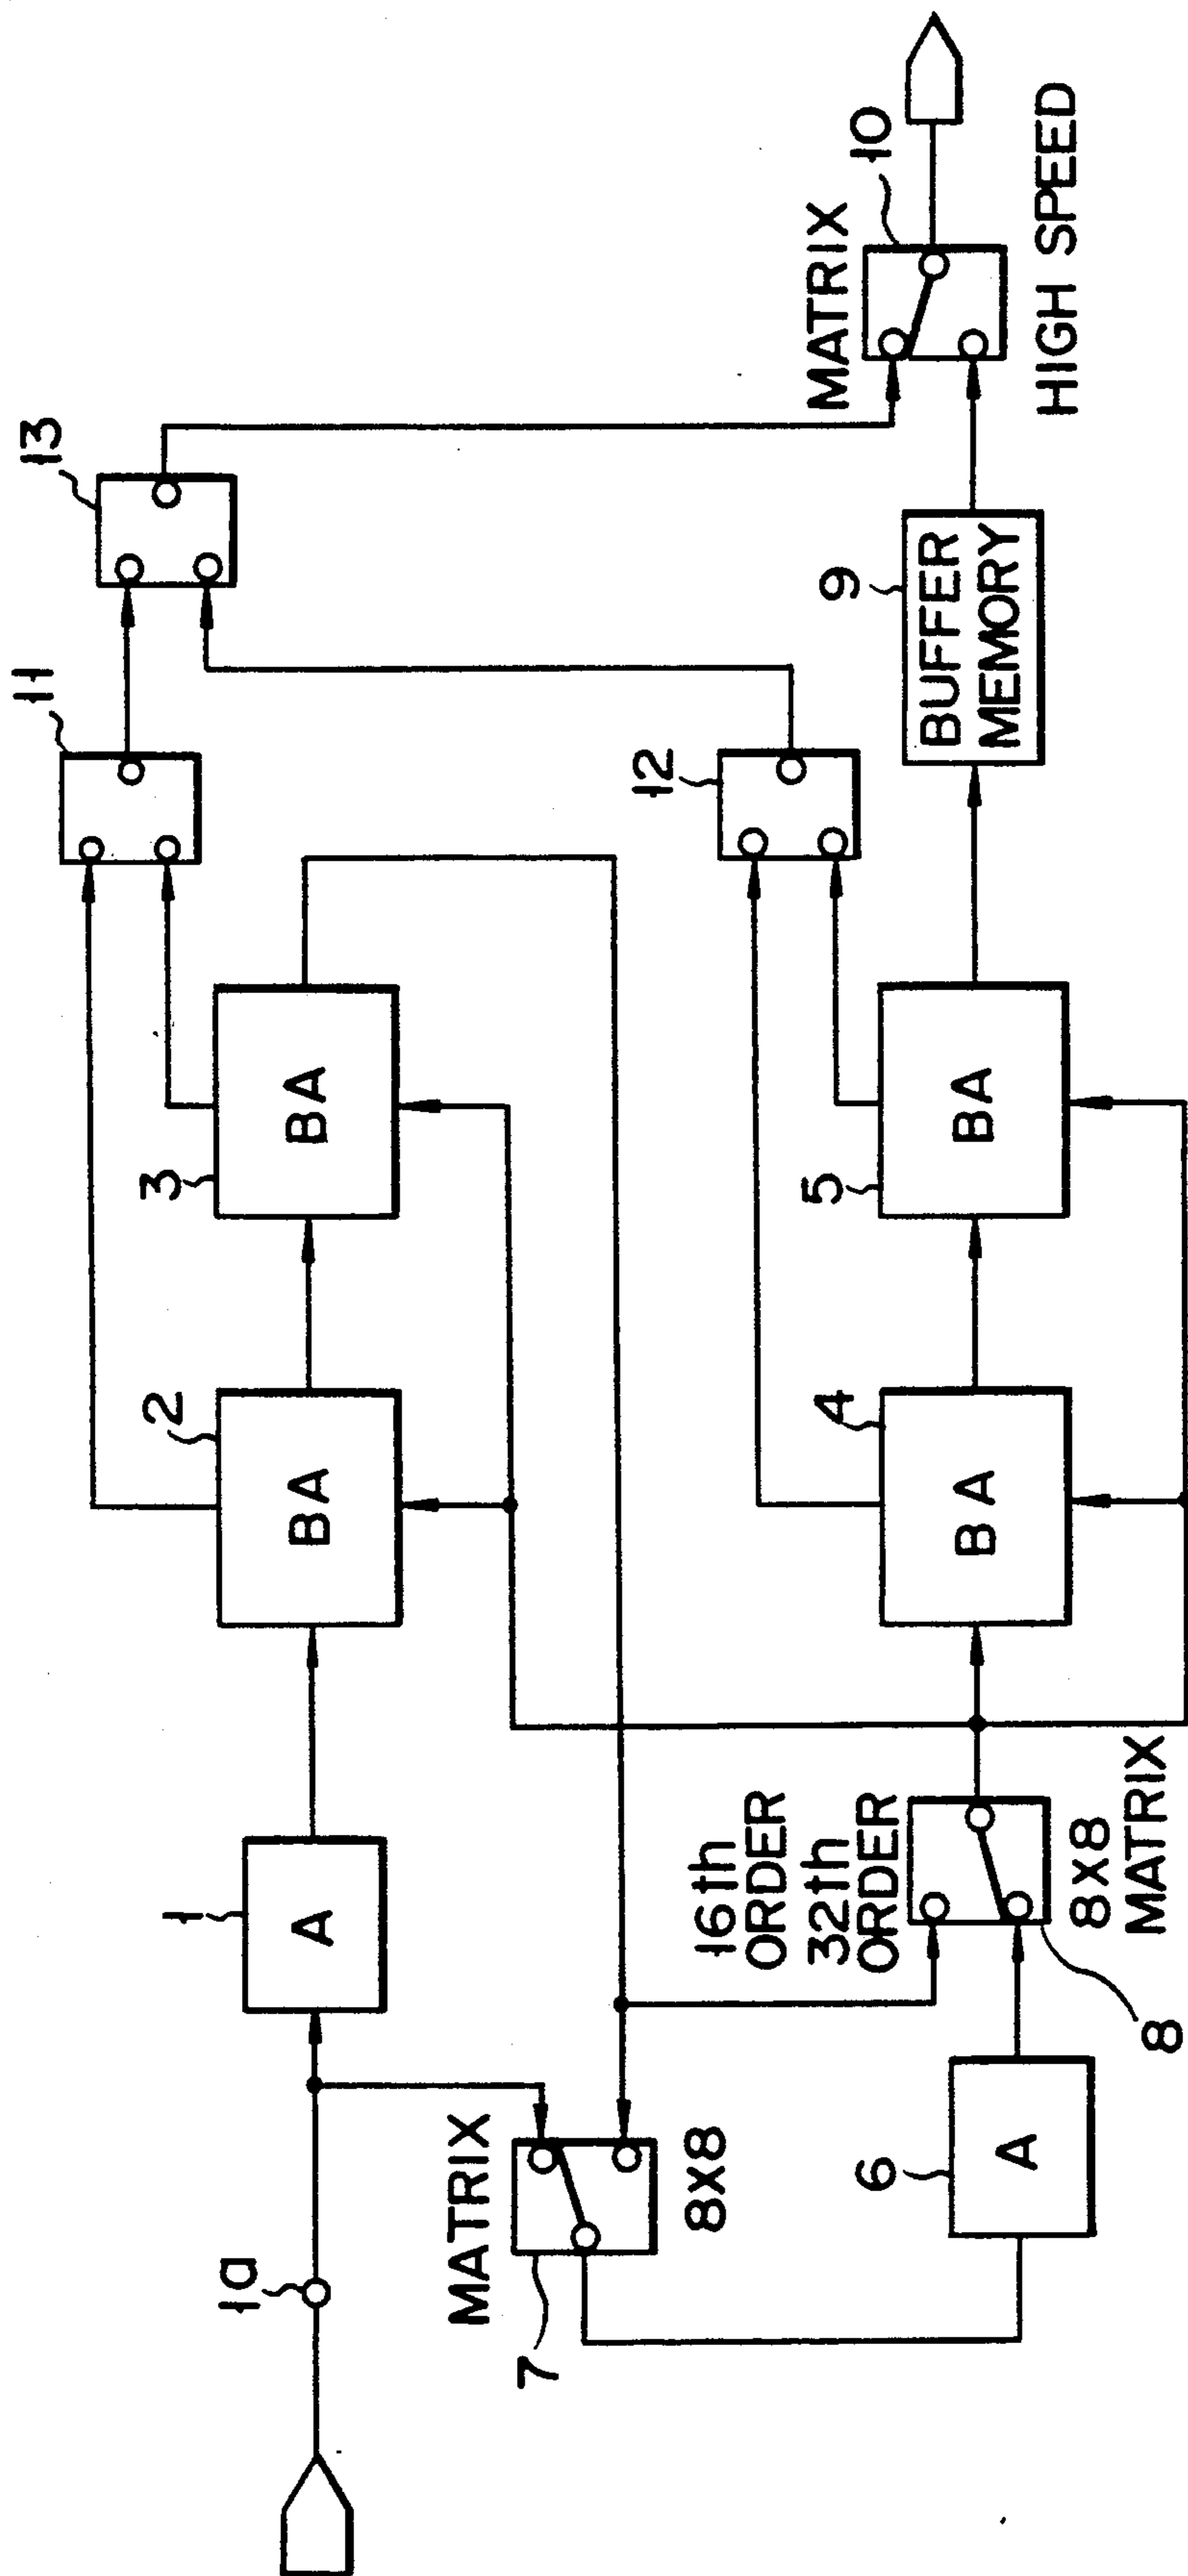 11
13
1a
1
2
3
A
BA
BA
MATRIX
7
8X8
12
16th
ORDER
32th
ORDER
4
5
9
MATRIX
10
6
A
BA
BA
BUFFER
MEMORY
8X8
MATRIX
HIGH SPEED
8